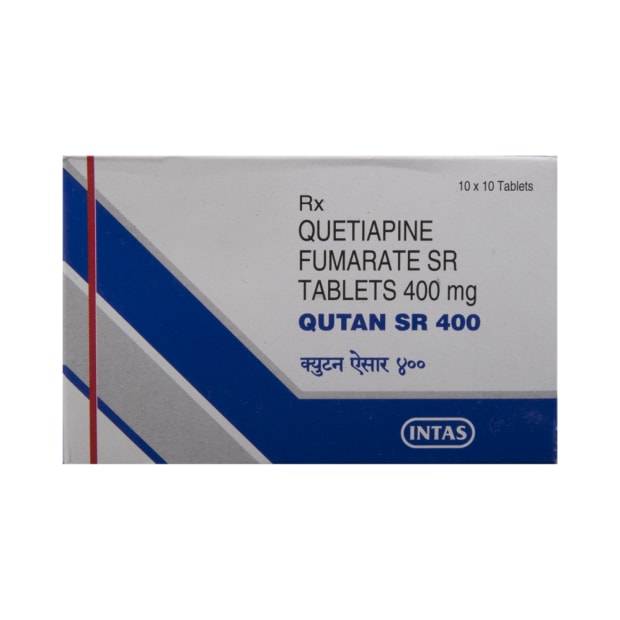 10 x 10 Tablets
Rx
QUETIAPINE
FUMARATE SR
TABLETS 400 mg
QUTAN SR 400
क्युटन ऐसार ४००
INTAS